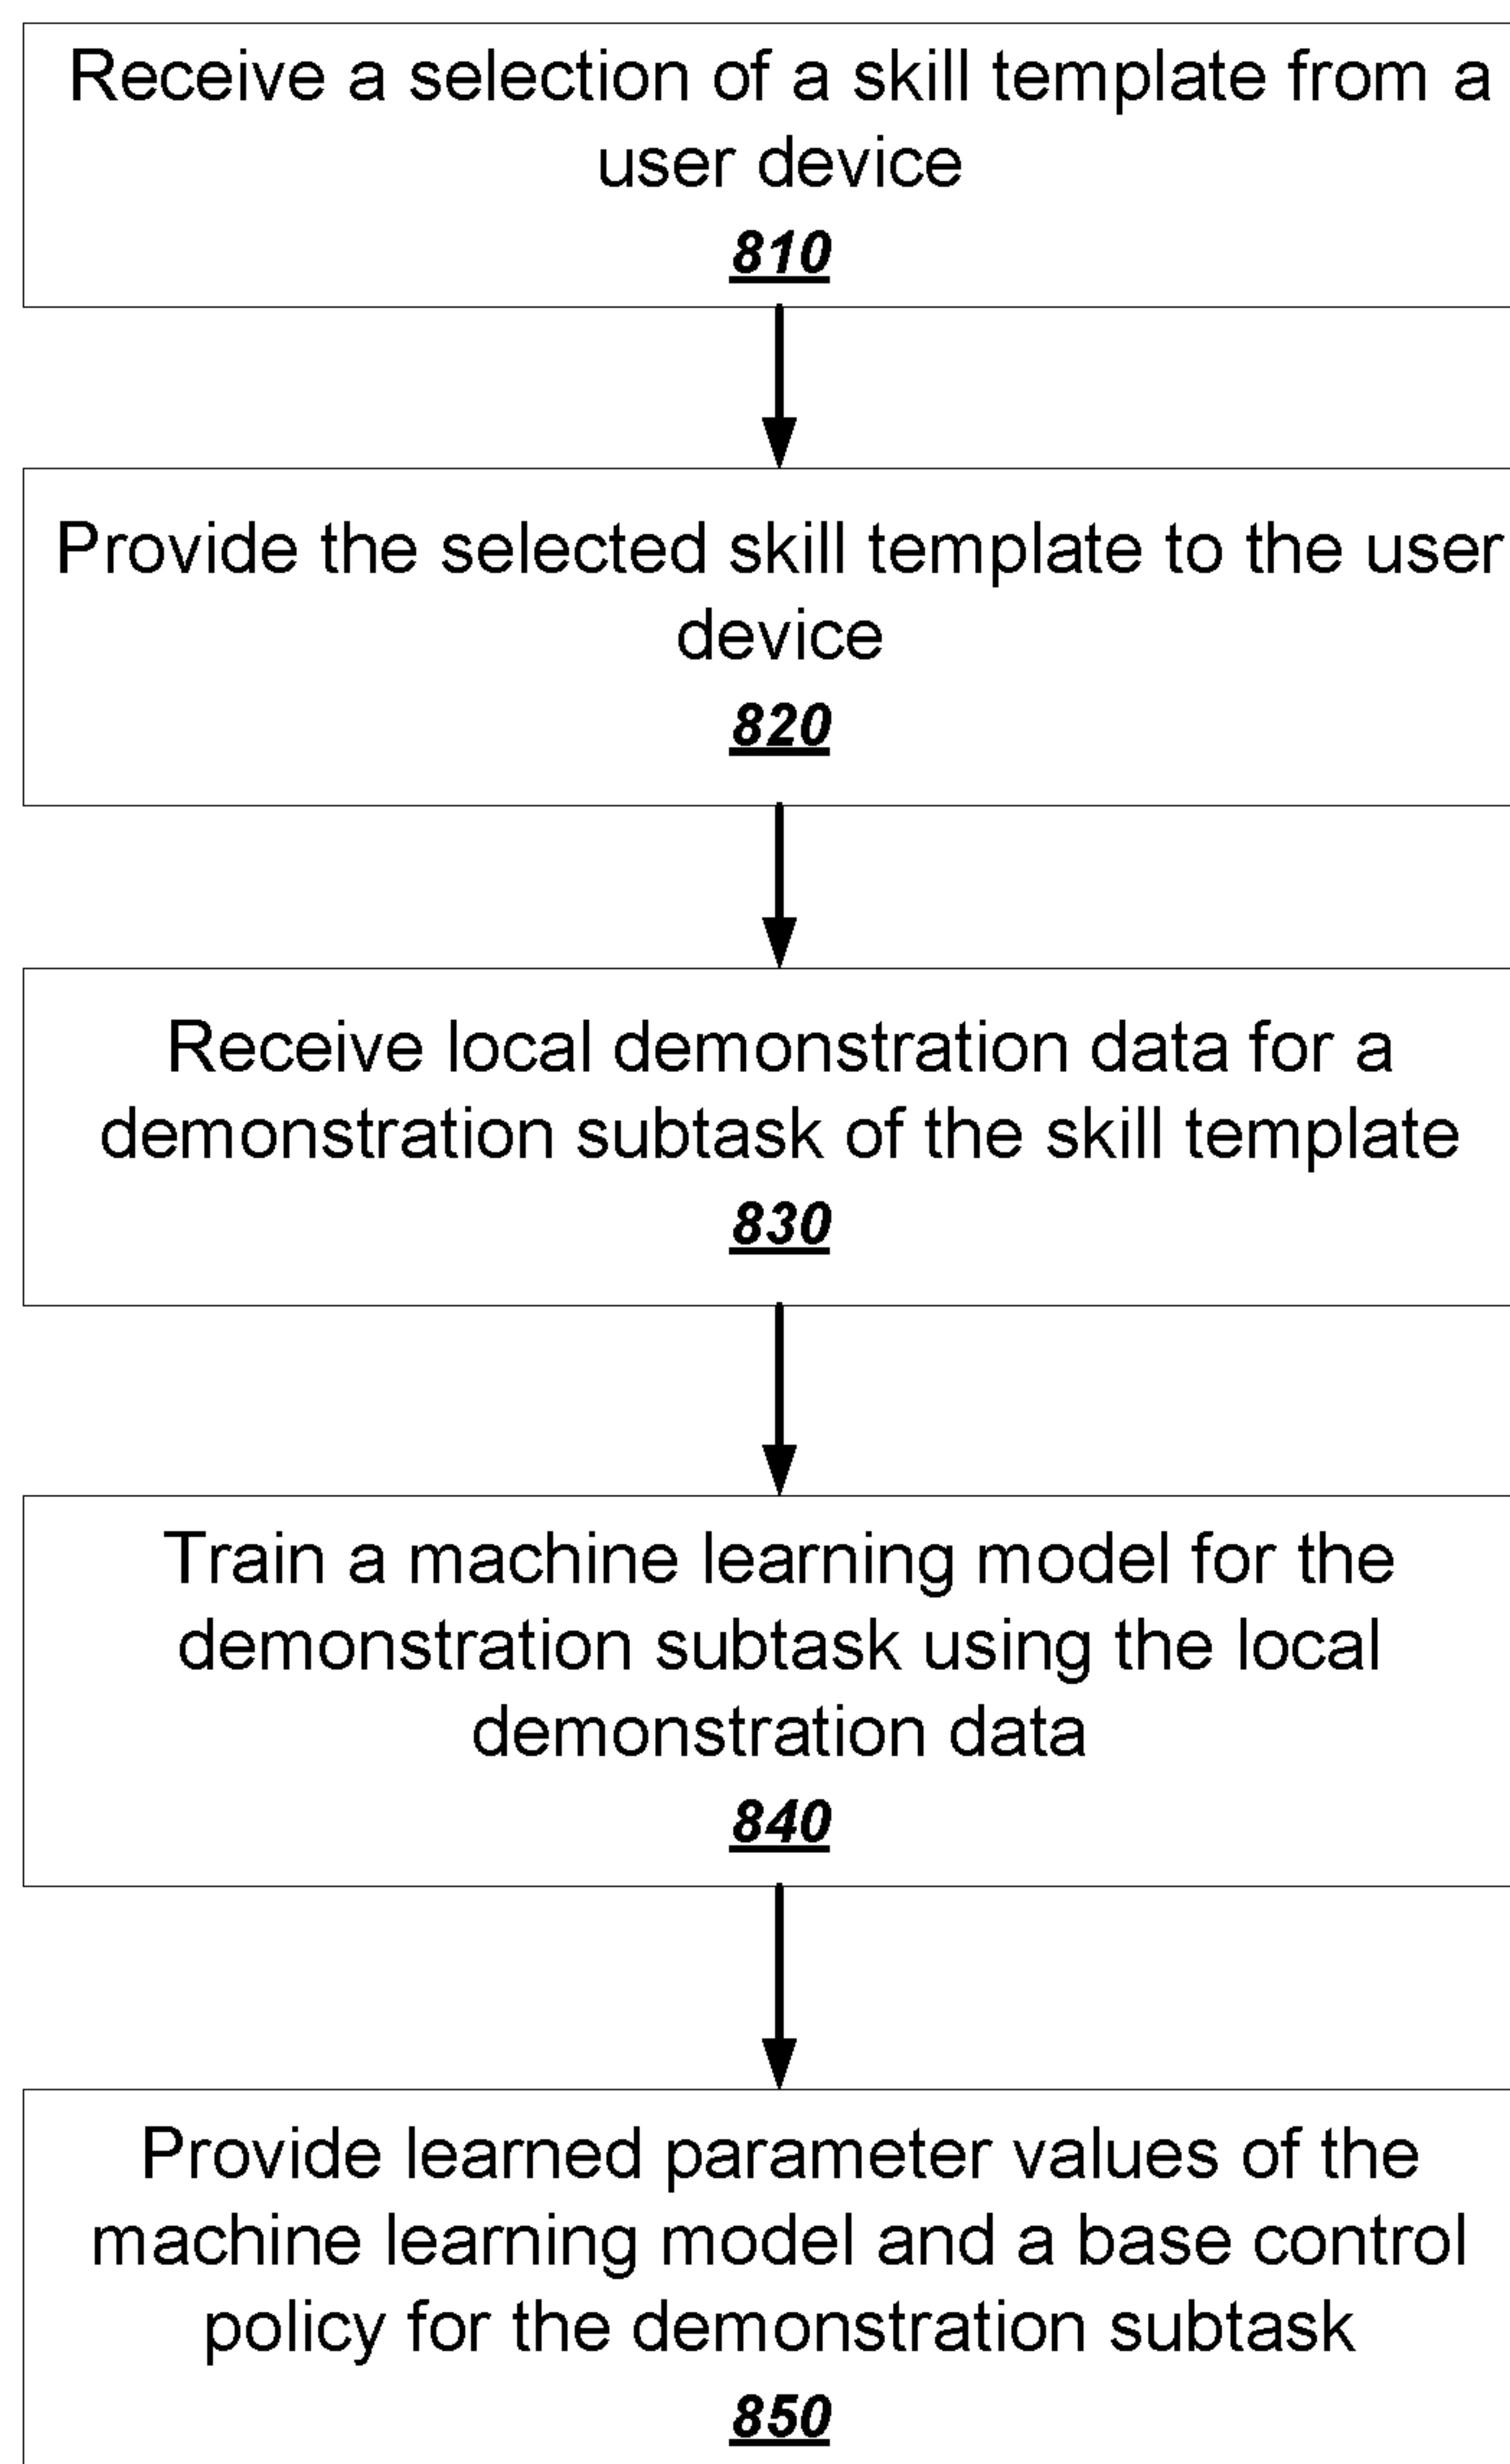 Receive a selection of a skill template from a
user device
810
Provide the selected skill template to the user
device
820
Receive local demonstration data for a
demonstration subtask of the skill template
830
Train a machine learning model for the
demonstration subtask using the local
demonstration data
840
Provide learned parameter values of the
machine learning model and a base control
policy for the demonstration subtask
850